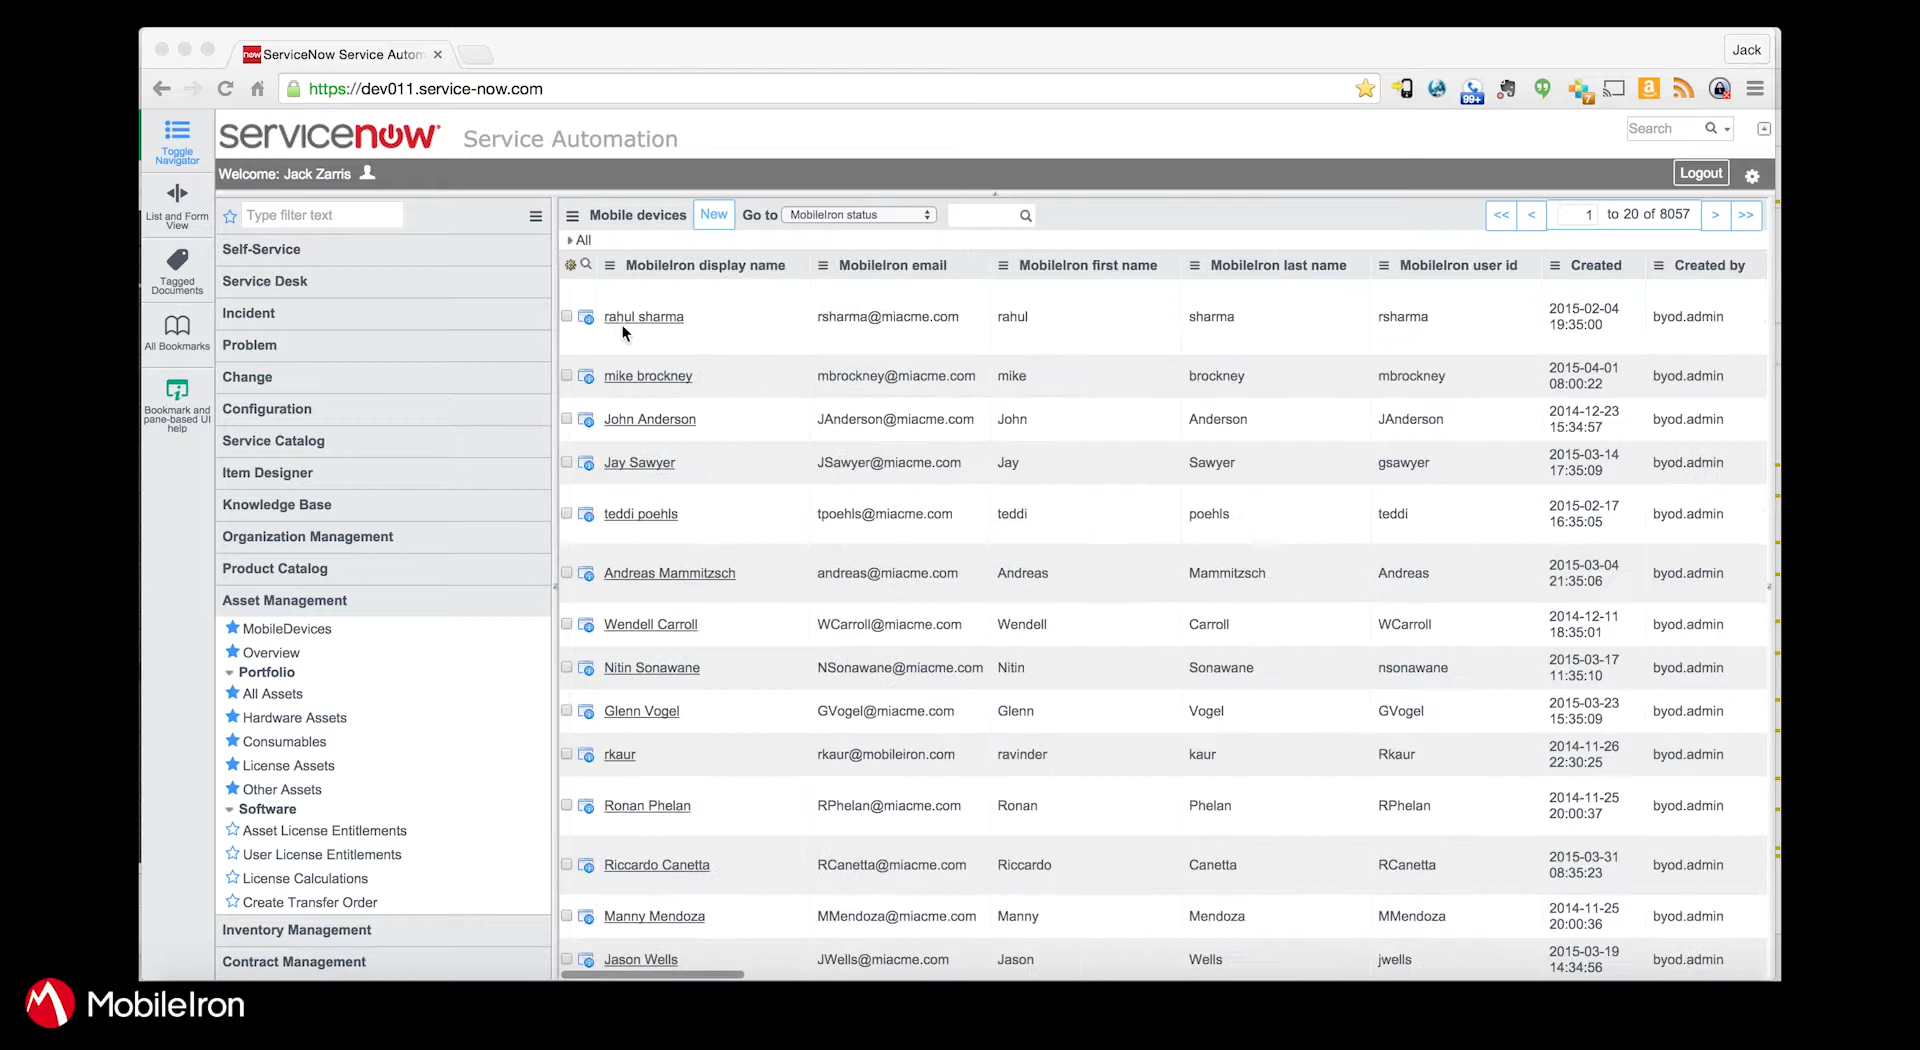 ServiceNow Service Autom
Jack
https://dev011.service-now.com
99+
7
Toggle
Navigator
servicenow
Service Automation
Search
Welcome: Jack Zarris
Logout
List and Form
View
Tagged
Documents
All Bookmarks
Bookmark and
pane-based UI
help
Type filter text
Self-Service
Service Desk
Incident
Problem
Change
Configuration
Service Catalog
Item Designer
Knowledge Base
Organization Management
Product Catalog
Asset Management
MobileDevices
Overview
Portfolio
All Assets
Hardware Assets
Consumables
License Assets
Other Assets
Software
Asset License Entitlements
User License Entitlements
License Calculations
Create Transfer Order
Inventory Management
Contract Management
Mobile devices New Go to MobileIron status << < 1 to 20 of 8057 > >>
All
MobileIron display name MobileIron email MobileIron first name MobileIron last name MobileIron user id Created Created by
rahul sharma rsharma@miacme.com rahul sharma rsharma 2015-02-04 19:35:00 byod.admin
mike brockney mbrockney@miacme.com mike brockney mbrockney 2015-04-01 08:00:22 byod.admin
John Anderson JAnderson@miacme.com John Anderson JAnderson 2014-12-23 15:34:57 byod.admin
Jay Sawyer JSawyer@miacme.com Jay Sawyer gsawyer 2015-03-14 17:35:09 byod.admin
teddi poehls tpoehls@miacme.com teddi poehls teddi 2015-02-17 16:35:05 byod.admin
Andreas Mammitzsch andreas@miacme.com Andreas Mammitzsch Andreas 2015-03-04 21:35:06 byod.admin
Wendell Carroll WCarroll@miacme.com Wendell Carroll WCarroll 2014-12-11 18:35:01 byod.admin
Nitin Sonawane NSonawane@miacme.com Nitin Sonawane nsonawane 2015-03-17 11:35:10 byod.admin
Glenn Vogel GVogel@miacme.com Glenn Vogel GVogel 2015-03-23 15:35:09 byod.admin
rkaur rkaur@mobileiron.com ravinder kaur Rkaur 2014-11-26 22:30:25 byod.admin
Ronan Phelan RPhelan@miacme.com Ronan Phelan RPhelan 2014-11-25 20:00:37 byod.admin
Riccardo Canetta RCanetta@miacme.com Riccardo Canetta RCanetta 2015-03-31 08:35:23 byod.admin
Manny Mendoza MMendoza@miacme.com Manny Mendoza MMendoza 2014-11-25 20:00:36 byod.admin
Jason Wells JWells@miacme.com Jason Wells jwells 2015-03-19 14:34:56 byod.admin
MobileIron